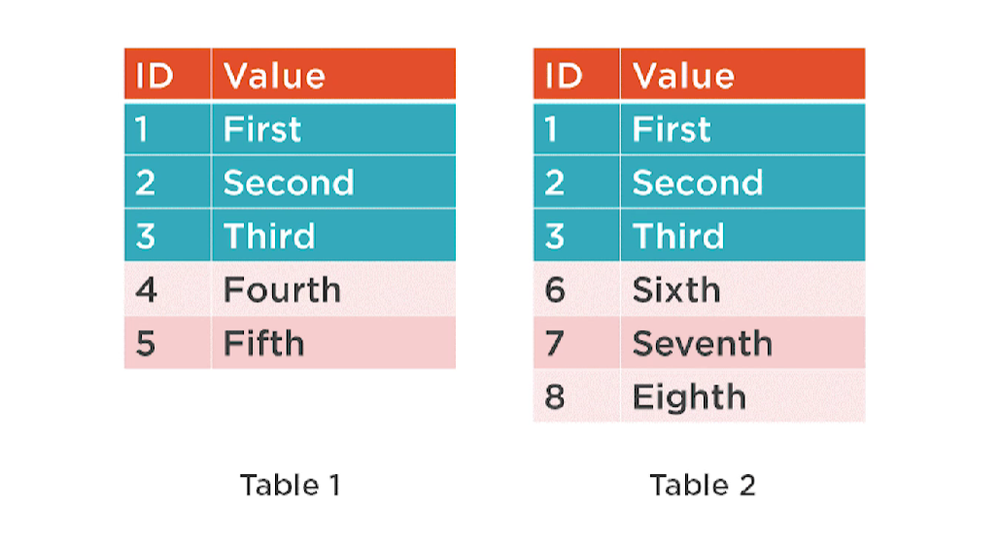 ID Value
1 First
2 Second
3 Third
4 Fourth
5 Fifth
Table 1
ID Value
1 First
2 Second
3 Third
6 Sixth
7 Seventh
8 Eighth
Table 2